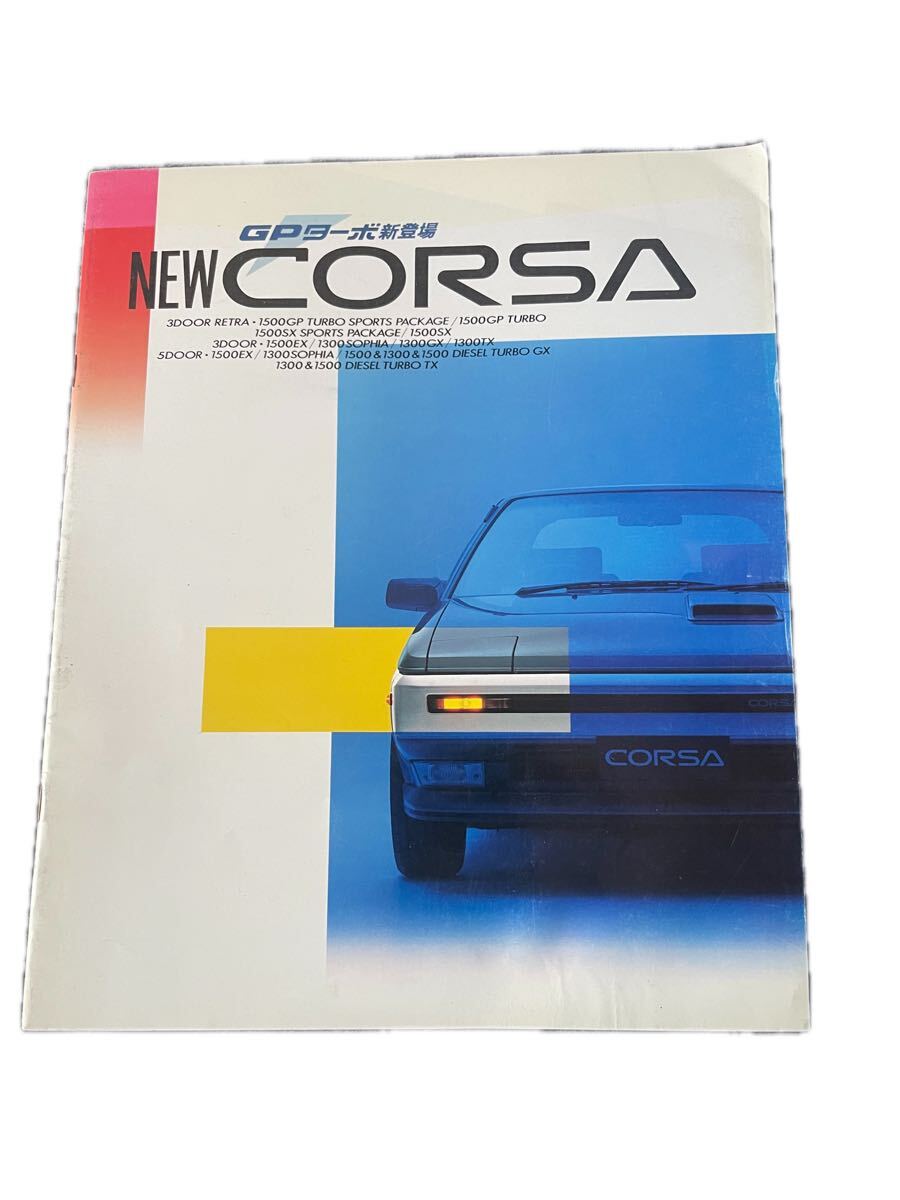 GPターボ新登場
NEW CORSA
3DOOR RETRA・1500GP TURBO SPORTS PACKAGE/1500GP TURBO
1500SX SPORTS PACKAGE/1500SX
3DOOR・1500EX/1300SOPHIA/1300GX/1300TX
5DOOR・1500EX/1300SOPHIA/1500&1300&1500 DIESEL TURBO GX
1300&1500 DIESEL TURBO TX
CORSA
CORSA